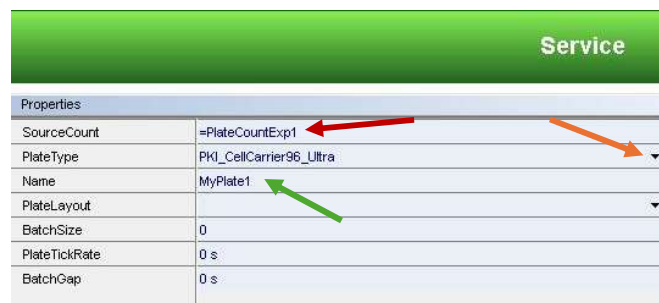 Service
Properties
SourceCount =PlateCountExp1
PlateType PKI_CellCarrier96_Ultra
Name MyPlate1
PlateLayout
BatchSize 0
PlateTickRate 0 s
BatchGap 0 s